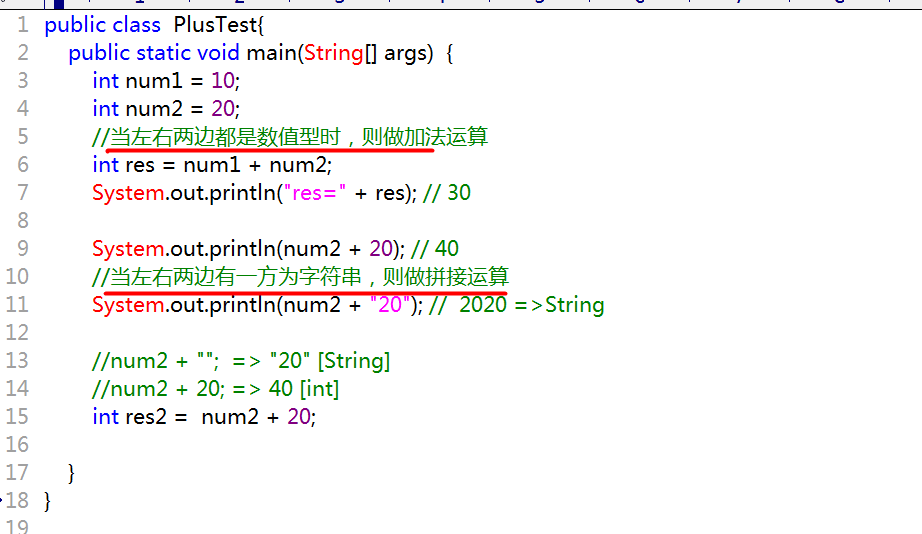 1 public class  PlusTest{
2 public static void main(String[] args)  {
3 int num1 = 10;
4 int num2 = 20;
5 //当左右两边都是数值型时，则做加法运算
6 int res = num1 + num2;
7 System.out.println("res=" + res); // 30
8
9 System.out.println(num2 + 20); // 40
10 //当左右两边有一方为字符串，则做拼接运算
11 System.out.println(num2 + "20"); //  2020 =>String
12
13 //num2 + "";  => "20" [String]
14 //num2 + 20; => 40 [int]
15 int res2 =  num2 + 20;
16
17 }
18 }
19